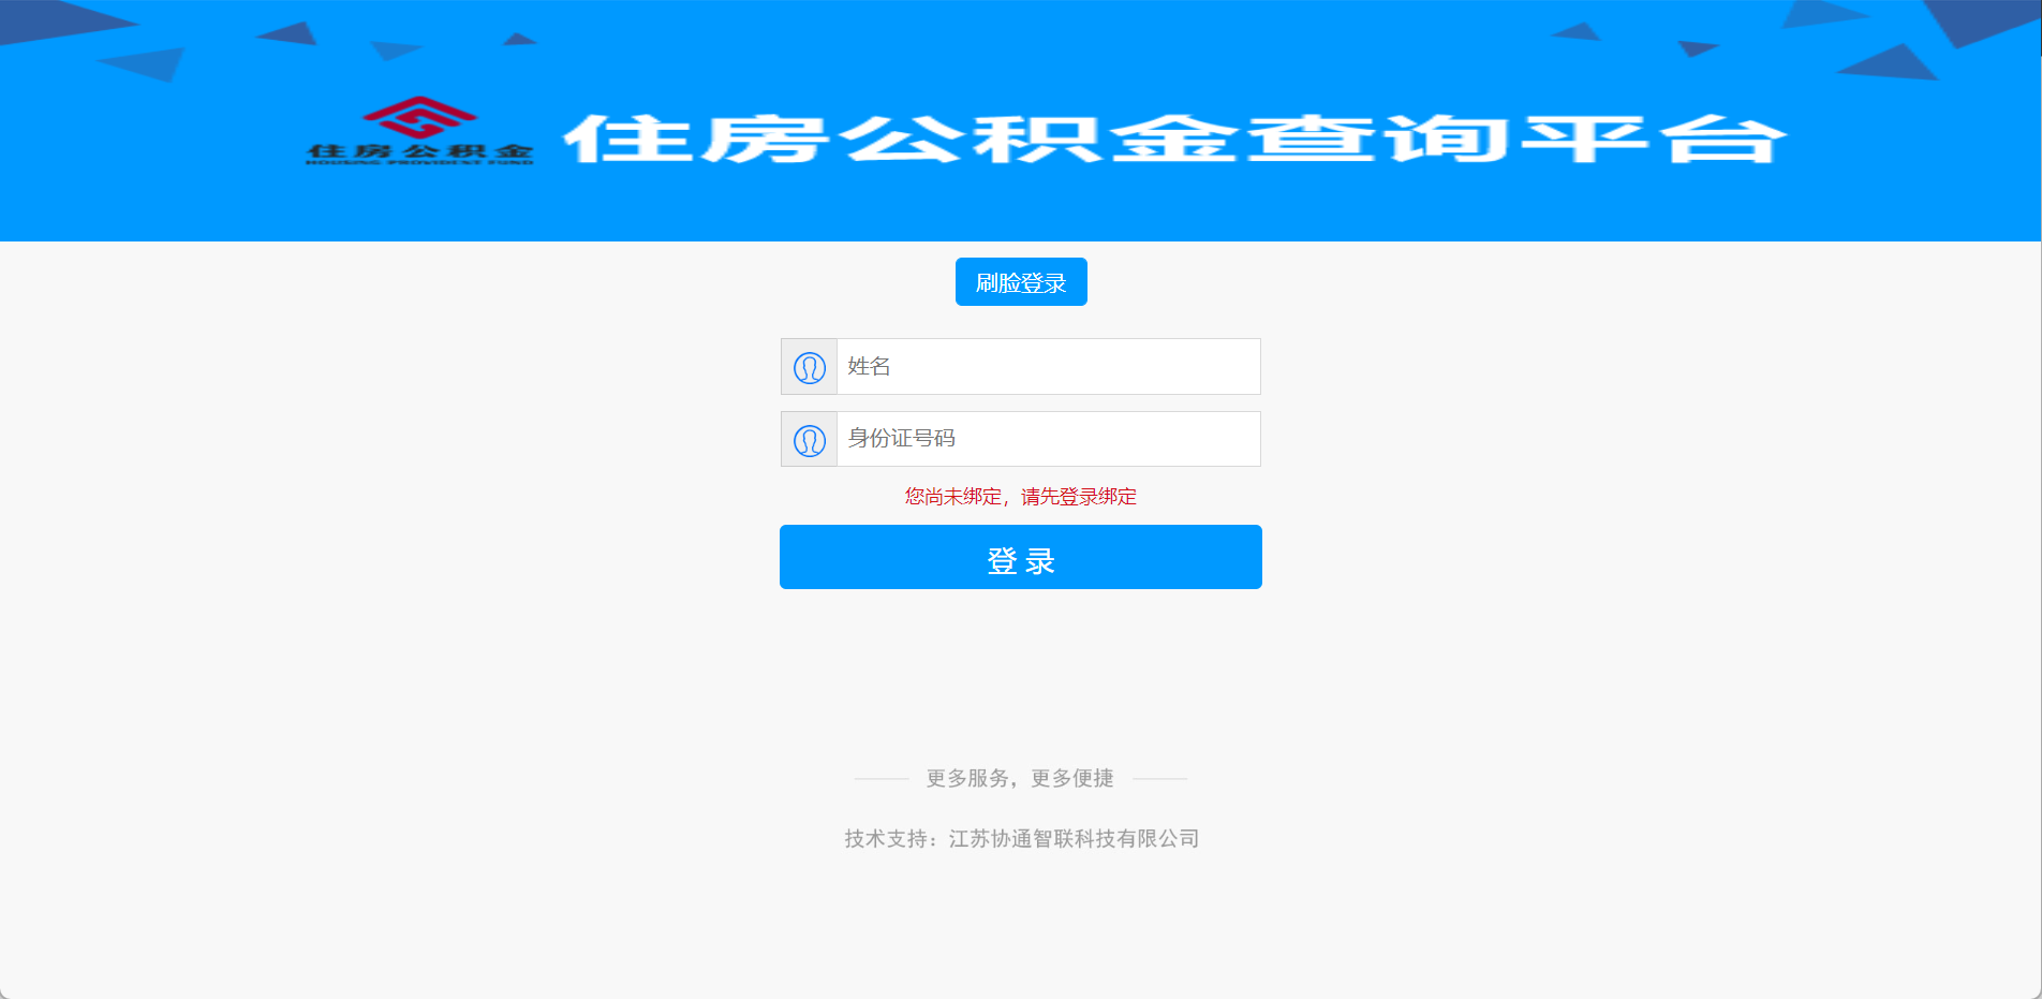 住房公积金
HOUSING PROVIDENT FUND
住房公积金查询平台
刷脸登录
姓名
身份证号码
您尚未绑定，请先登录绑定
登 录
更多服务，更多便捷
技术支持：江苏协通智联科技有限公司